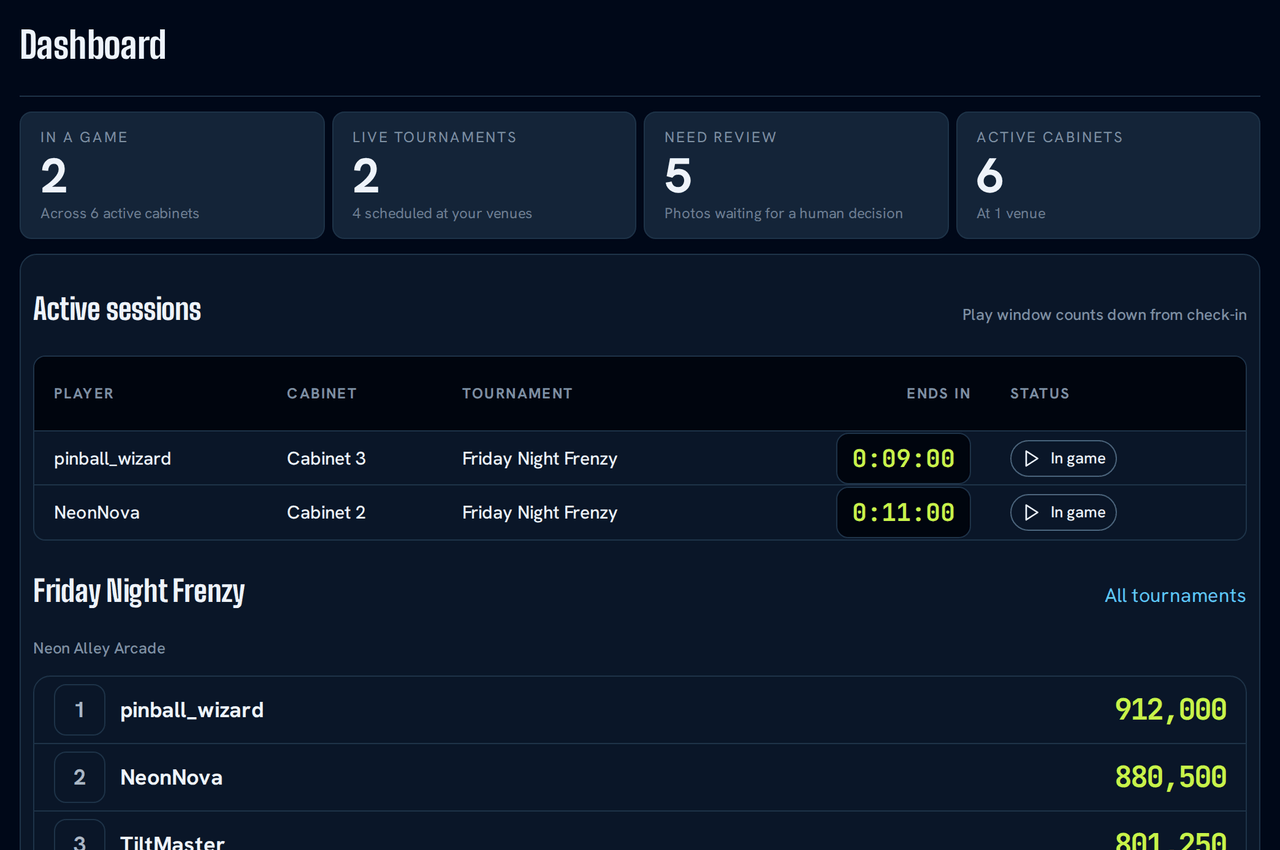 Dashboard
IN A GAME
2
Across 6 active cabinets
LIVE TOURNAMENTS
2
4 scheduled at your venues
NEED REVIEW
5
Photos waiting for a human decision
ACTIVE CABINETS
6
At 1 venue
Active sessions
Play window counts down from check-in
PLAYER CABINET TOURNAMENT ENDS IN STATUS
pinball_wizard Cabinet 3 Friday Night Frenzy 0:09:00 In game
NeonNova Cabinet 2 Friday Night Frenzy 0:11:00 In game
Friday Night Frenzy
All tournaments
Neon Alley Arcade
1 pinball_wizard 912,000
2 NeonNova 880,500
3 TiltMaster 801,250